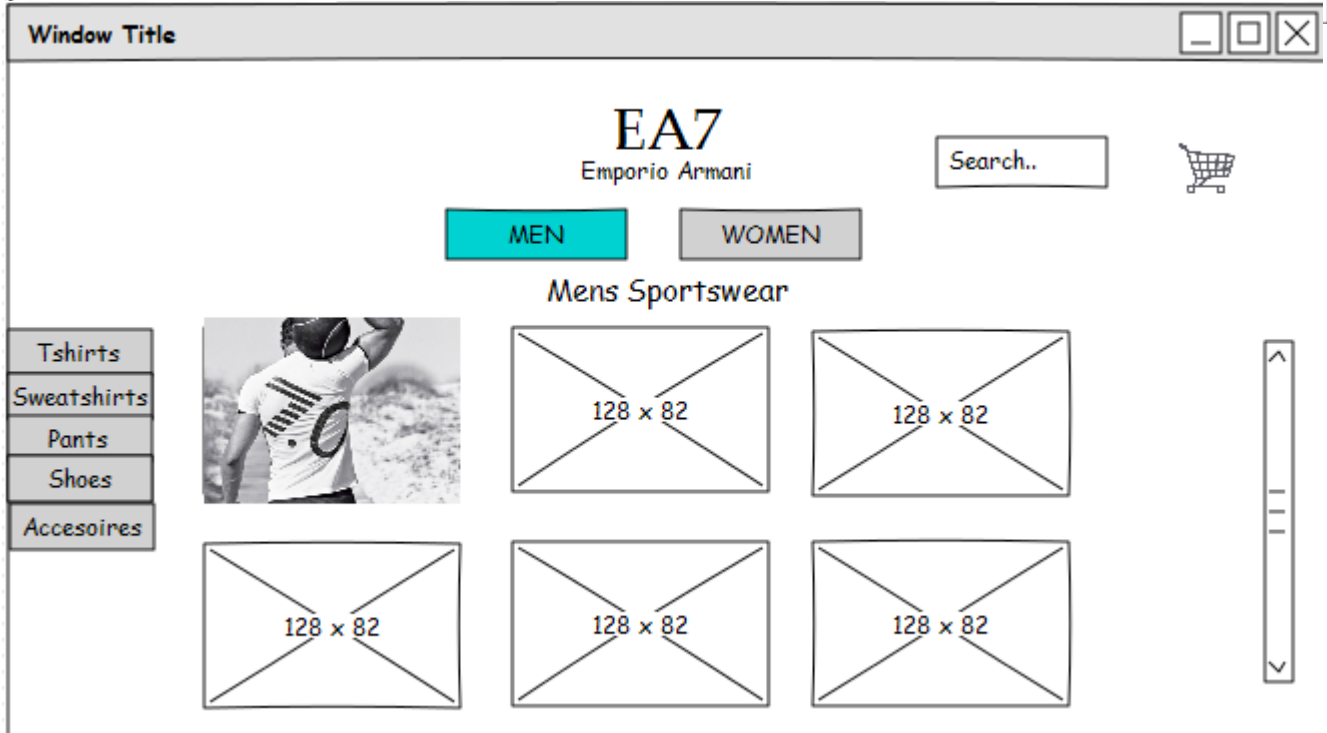 Window Title
EA7
Emporio Armani
Search..
MEN
WOMEN
Mens Sportswear
Tshirts
Sweatshirts
Pants
Shoes
Accesoires
128 x 82
128 x 82
128 x 82
128 x 82
128 x 82